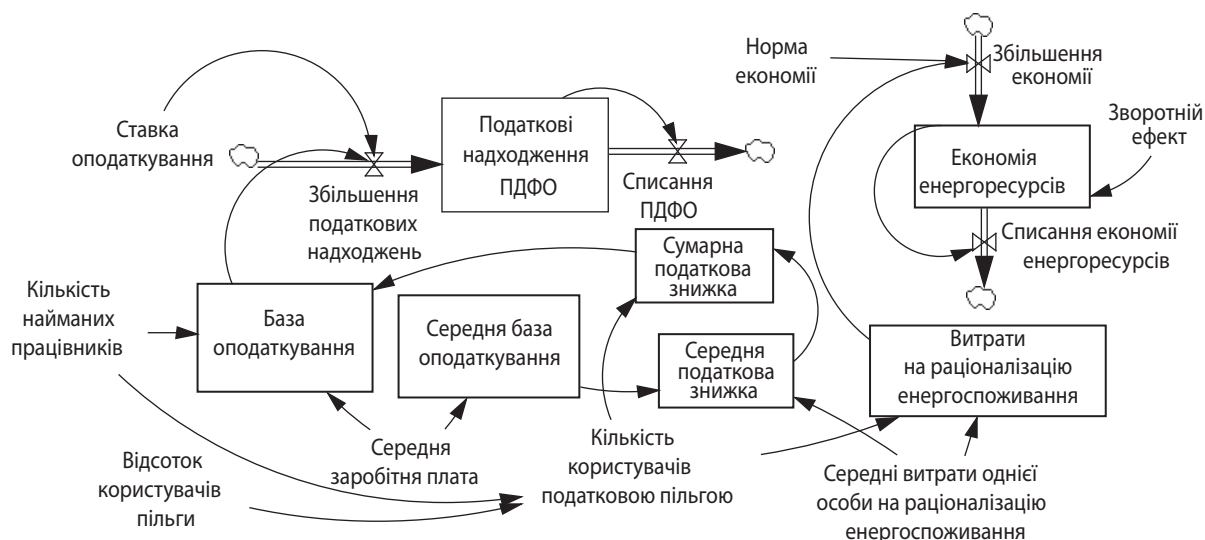 Ставка
оподаткування
Збільшення
податкових
надходжень
Податкові
надходження
ПДФО
Списання
ПДФО
Норма
економії
Збільшення
економії
Зворотній
ефект
Економія
енергоресурсів
Списання економії
енергоресурсів
Кількість
найманих
працівників
База
оподаткування
Середня база
оподаткування
Сумарна
податкова
знижка
Середня
податкова
знижка
Витрати
на раціоналізацію
енергоспоживання
Відсоток
користувачів
пільги
Середня
заробітня плата
Кількість
користувачів
податковою пільгою
Середні витрати однієї
особи на раціоналізацію
енергоспоживання